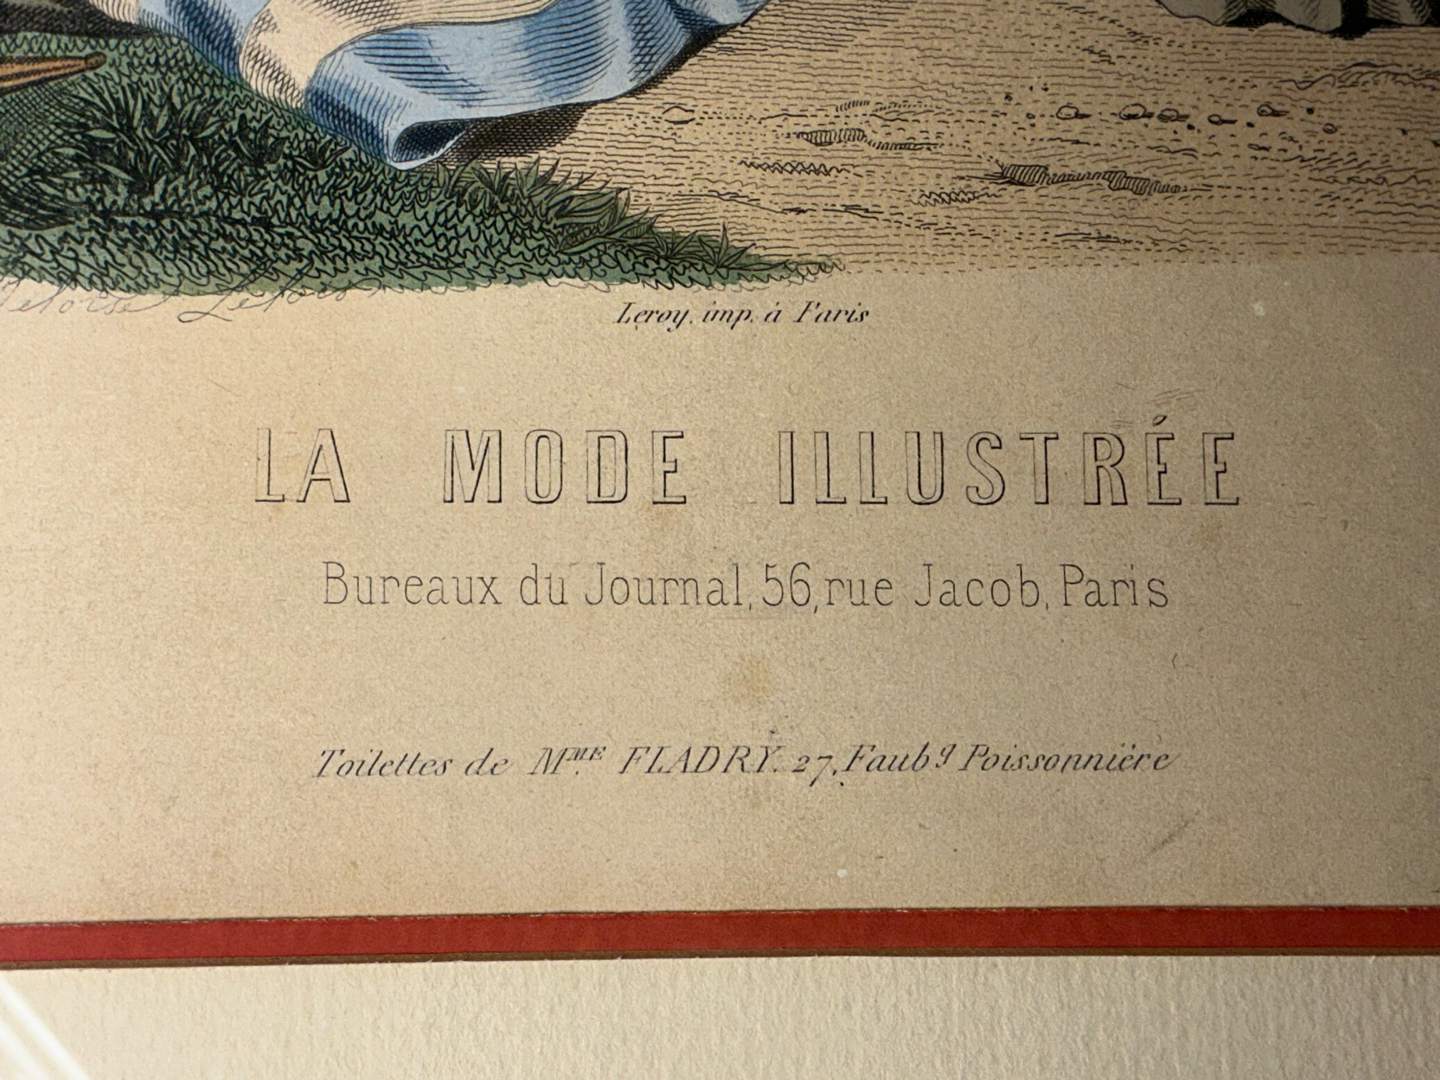 Leroy, imp. à Paris
LA MODE ILLUSTRÉE
Bureaux du Journal, 56, rue Jacob, Paris
Toilettes de Mᴹᴱ FLADRY. 27, Faubg Poissonnière